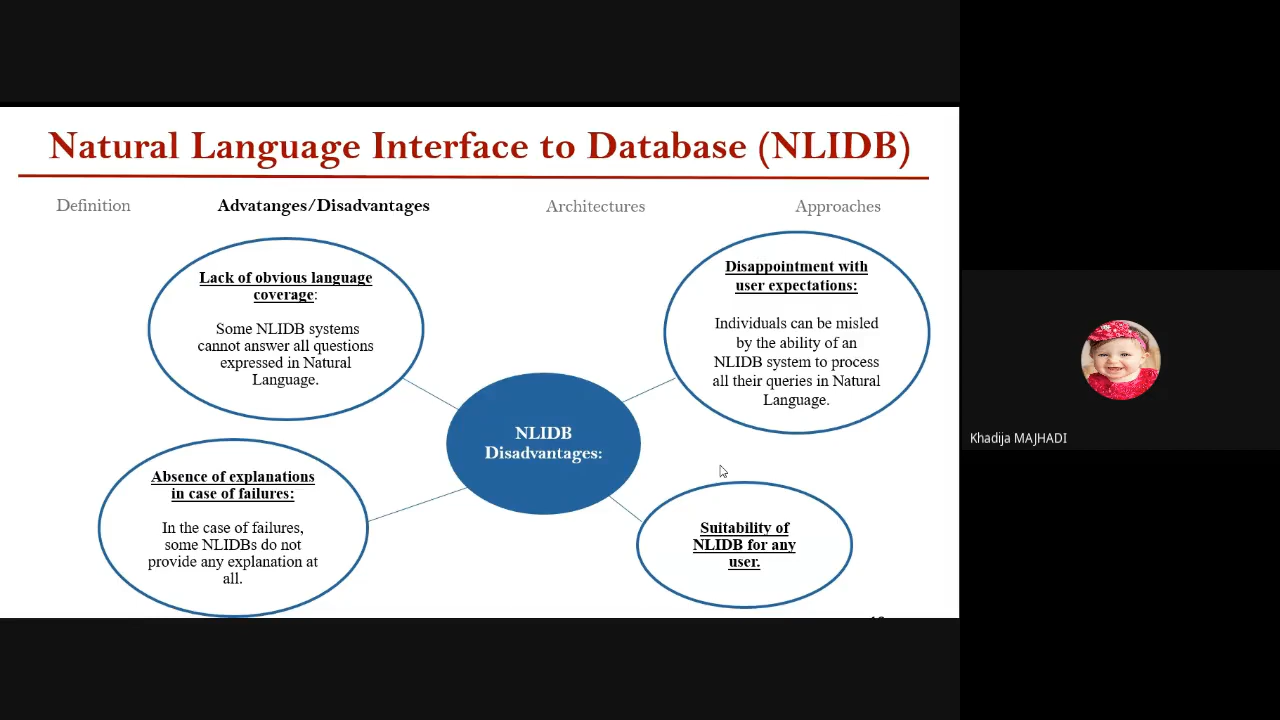 Natural Language Interface to Database (NLIDB)
Definition
Advatanges/Disadvantages
Architectures
Approaches
Lack of obvious language
coverage:
Some NLIDB systems
cannot answer all questions
expressed in Natural
Language.
Disappointment with
user expectations:
Individuals can be misled
by the ability of an
NLIDB system to process
all their queries in Natural
Language.
NLIDB
Disadvantages:
Absence of explanations
in case of failures:
In the case of failures,
some NLIDBs do not
provide any explanation at
all.
Suitability of
NLIDB for any
user.
Khadija MAJHADI